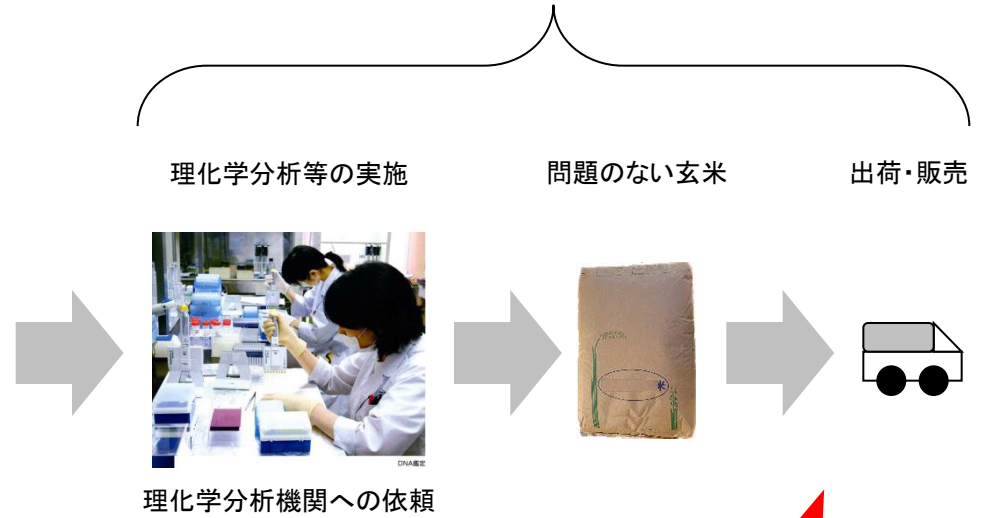 理化学分析等の実施
問題のない玄米
出荷・販売
DNA鑑定
米
理化学分析機関への依頼